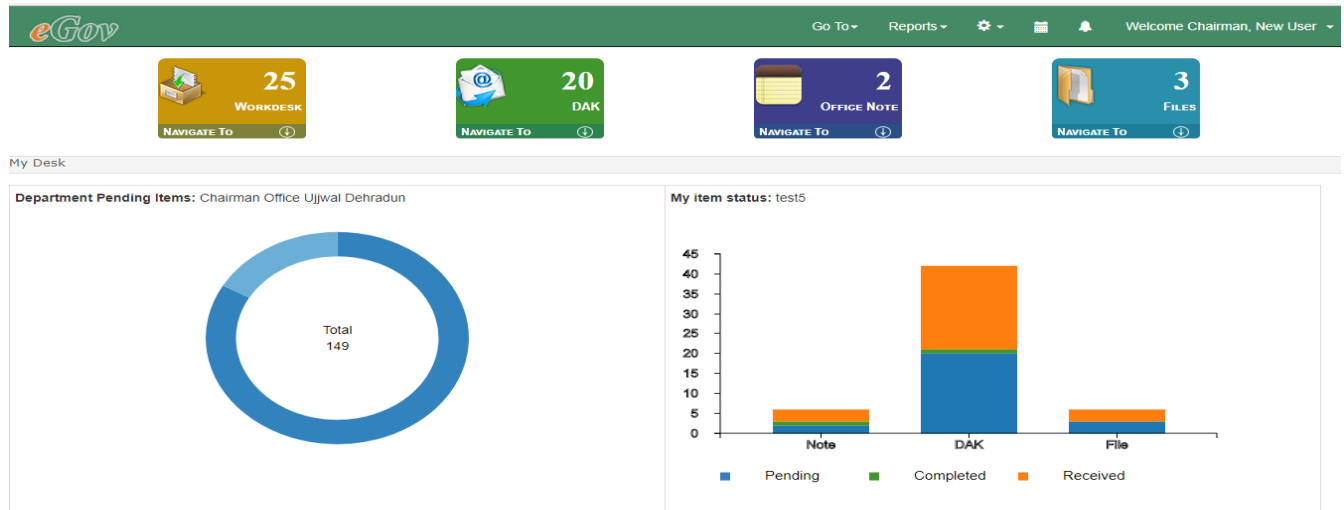 eGov
Go To Reports Welcome Chairman, New User
25
WORKDESK
NAVIGATE TO
20
DAK
NAVIGATE TO
2
OFFICE NOTE
NAVIGATE TO
3
FILES
NAVIGATE TO
My Desk
Department Pending Items: Chairman Office Ujjwal Dehradun
Total
149
My item status: test5
45
40
35
30
25
20
15
10
5
0
Note DAK File
Pending Completed Received